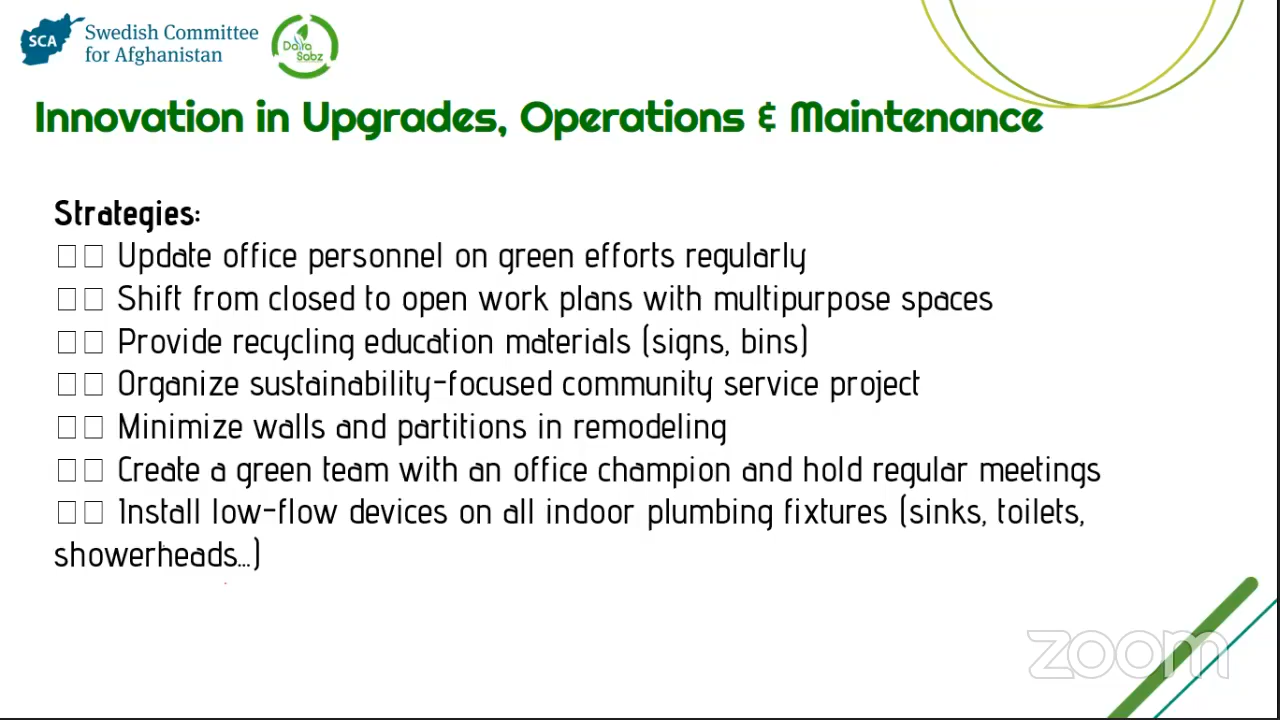 SCA
Swedish Committee
for Afghanistan
Daira
Sabz
Innovation in Upgrades, Operations & Maintenance
Strategies:
□□ Update office personnel on green efforts regularly
□□ Shift from closed to open work plans with multipurpose spaces
□□ Provide recycling education materials (signs, bins)
□□ Organize sustainability-focused community service project
□□ Minimize walls and partitions in remodeling
□□ Create a green team with an office champion and hold regular meetings
□□ Install low-flow devices on all indoor plumbing fixtures (sinks, toilets,
showerheads...)
zoom